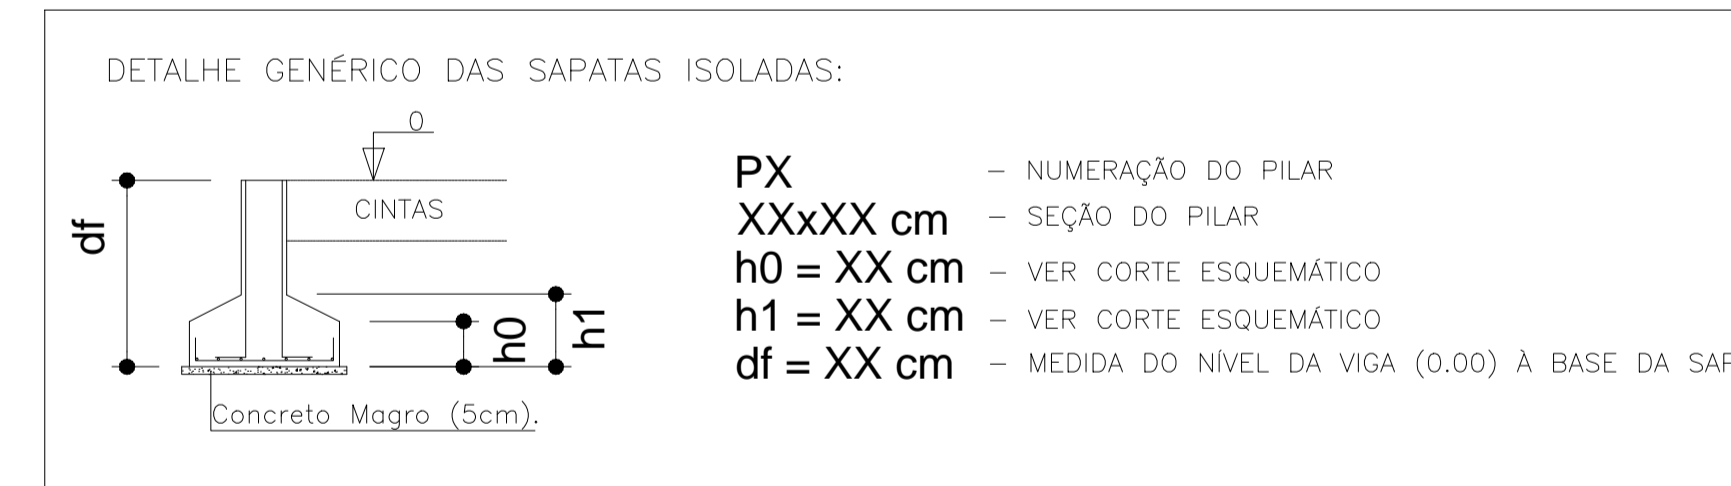 DETALHE GENÉRICO DAS SAPATAS ISOLADAS:
0
CINTAS
df
h0
h1
Concreto Magro (5cm).
PX – NUMERAÇÃO DO PILAR
XXxXX cm – SEÇÃO DO PILAR
h0 = XX cm – VER CORTE ESQUEMÁTICO
h1 = XX cm – VER CORTE ESQUEMÁTICO
df = XX cm – MEDIDA DO NÍVEL DA VIGA (0.00) À BASE DA